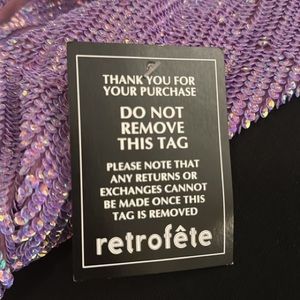 THANK YOU FOR
YOUR PURCHASE
DO NOT
REMOVE
THIS TAG
PLEASE NOTE THAT
ANY RETURNS OR
EXCHANGES CANNOT
BE MADE ONCE THIS
TAG IS REMOVED
retrofête